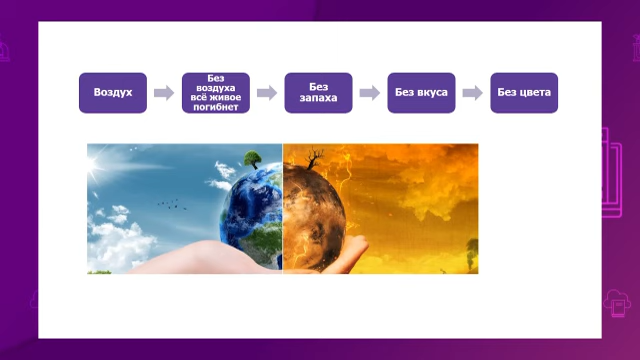 Воздух
Без
воздуха
всё живое
погибнет
Без
запаха
Без вкуса
Без цвета